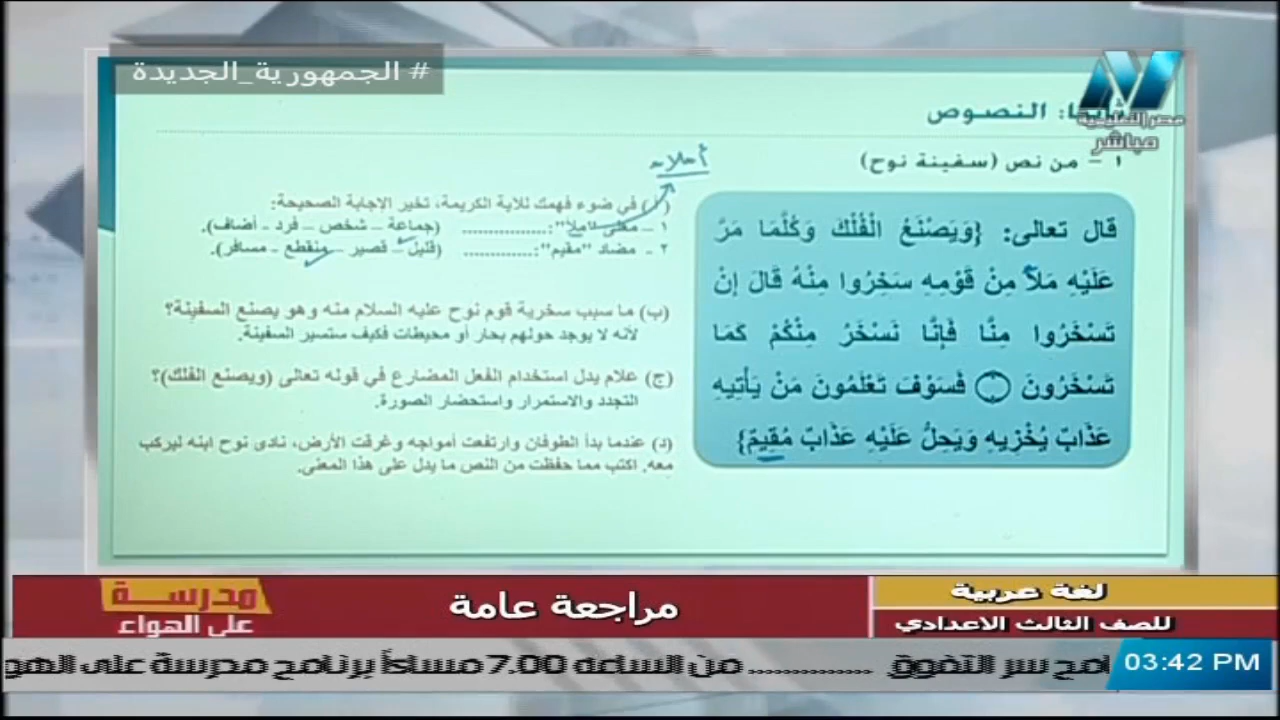 # الجمهورية_الجديدة
مصر التعليمية
مباشر
النصوص
١ - من نص (سفينة نوح)
قال تعالى: {وَيَصْنَعُ الْفُلْكَ وَكُلَّمَا مَرَّ
عَلَيْهِ مَلَأٌ مِنْ قَوْمِهِ سَخِرُوا مِنْهُ قَالَ إِنْ
تَسْخَرُوا مِنَّا فَإِنَّا نَسْخَرُ مِنْكُمْ كَمَا
تَسْخَرُونَ فَسَوْفَ تَعْلَمُونَ مَنْ يَأْتِيهِ
عَذَابٌ يُخْزِيهِ وَيَحِلُّ عَلَيْهِ عَذَابٌ مُقِيمٌ}
أملاء
(أ) في ضوء فهمك للآية الكريمة، تخير الإجابة الصحيحة:
١ - معنى "ملأ": ............ (جماعة - شخص - فرد - أضاف).
٢ - مضاد "مقيم": ............ (قليل - قصير - منقطع - مسافر).
(ب) ما سبب سخرية قوم نوح عليه السلام منه وهو يصنع السفينة؟
لأنه لا يوجد حولهم بحار أو محيطات فكيف ستسير السفينة.
(ج) علام يدل استخدام الفعل المضارع في قوله تعالى (ويصنع الفلك)؟
التجدد والاستمرار واستحضار الصورة.
(د) عندما بدأ الطوفان وارتفعت أمواجه وغرقت الأرض، نادى نوح ابنه ليركب
معه. اكتب مما حفظت من النص ما يدل على هذا المعنى.
لغة عربية
للصف الثالث الاعدادي
مراجعة عامة
مدرسة
على الهواء
امج سر التفوق ............ من الساعه 7.00 مساءاً برنامج مدرسة على الهو
03:42 PM